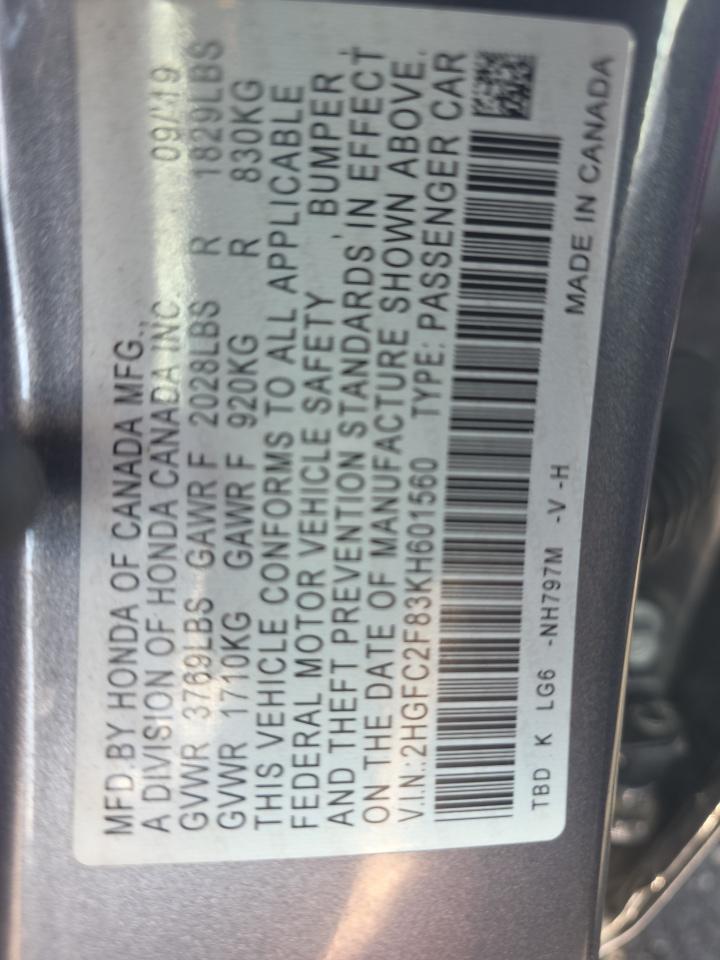 MFD.BY HONDA OF CANADA MFG.,
A DIVISION OF HONDA CANADA INC. 09/19
GVWR 3769LBS GAWR F 2028LBS R 1829LBS
GVWR 1710KG GAWR F 920KG R 830KG
THIS VEHICLE CONFORMS TO ALL APPLICABLE
FEDERAL MOTOR VEHICLE SAFETY , BUMPER ,
AND THEFT PREVENTION STANDARDS IN EFFECT
ON THE DATE OF MANUFACTURE SHOWN ABOVE.
V.I.N.:2HGFC2F83KH601560 TYPE: PASSENGER CAR
TBD K LG6 -NH797M -V -H
MADE IN CANADA